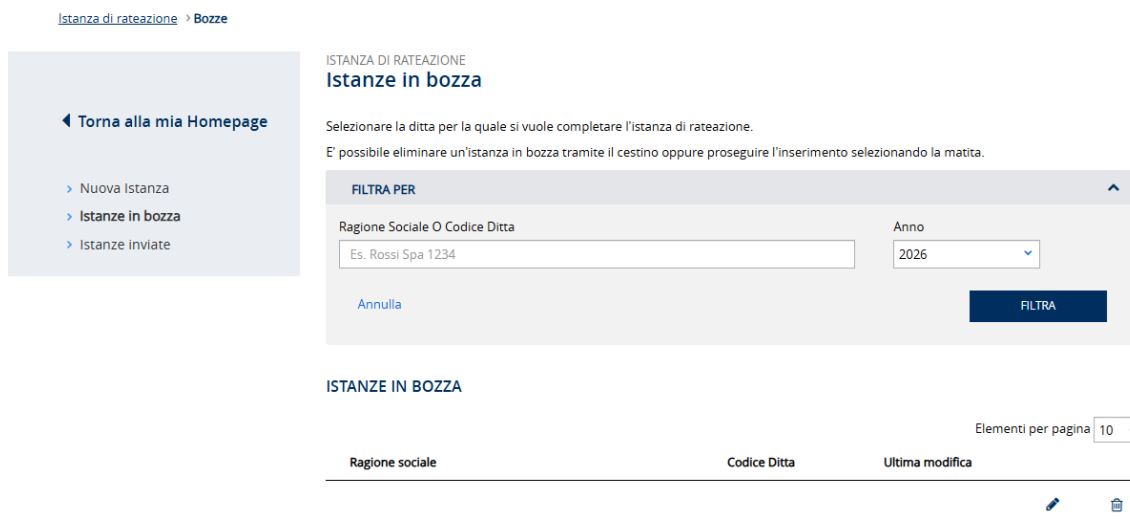 Istanza di rateazione › Bozze
Torna alla mia Homepage
Nuova Istanza
Istanze in bozza
Istanze inviate
ISTANZA DI RATEAZIONE
Istanze in bozza
Selezionare la ditta per la quale si vuole completare l'istanza di rateazione.
E' possibile eliminare un'istanza in bozza tramite il cestino oppure proseguire l'inserimento selezionando la matita.
FILTRA PER
Ragione Sociale O Codice Ditta Anno
Es. Rossi Spa 1234 2026
Annulla FILTRA
ISTANZE IN BOZZA
Elementi per pagina 10
Ragione sociale Codice Ditta Ultima modifica